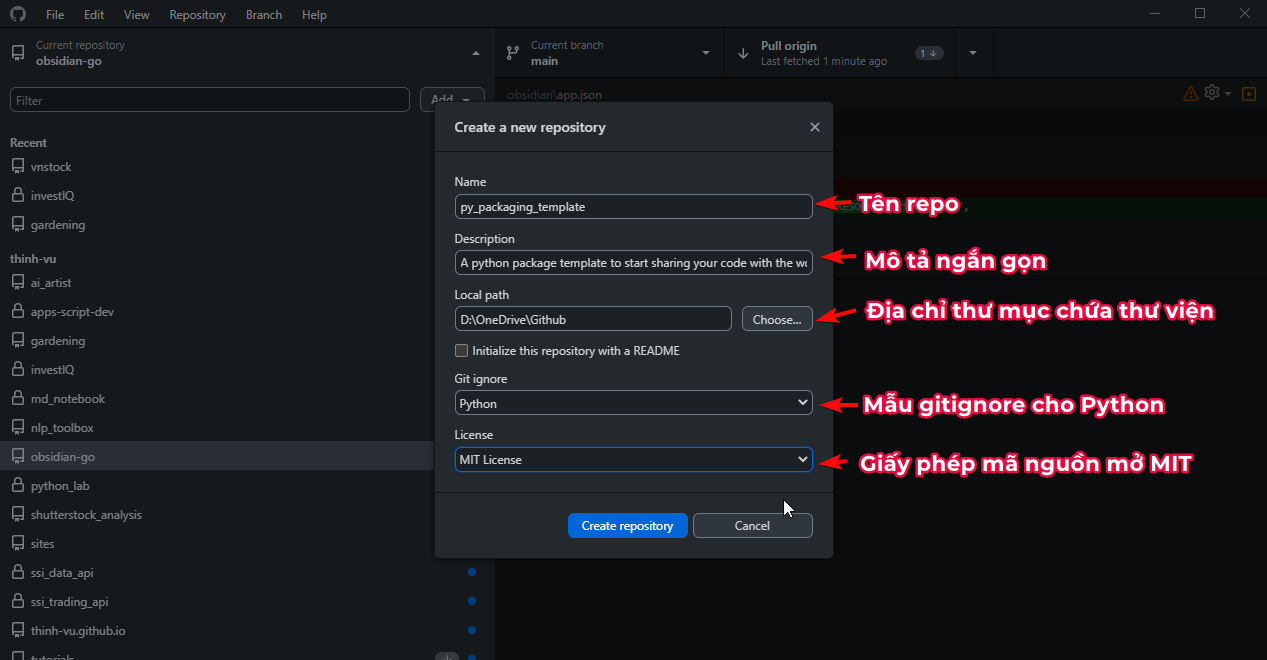 File Edit View Repository Branch Help
Current repository
obsidian-go
Current branch
main
Pull origin
Last fetched 1 minute ago
1
Filter
Add
.obsidian\app.json
Recent
vnstock
investIQ
gardening
thinh-vu
ai_artist
apps-script-dev
gardening
investIQ
md_notebook
nlp_toolbox
obsidian-go
python_lab
shutterstock_analysis
sites
ssi_data_api
ssi_trading_api
thinh-vu.github.io
tutorials
Create a new repository
Name
py_packaging_template
Tên repo
Description
A python package template to start sharing your code with the wo
Mô tả ngắn gọn
Local path
D:\OneDrive\Github
Choose...
Địa chỉ thư mục chứa thư viện
Initialize this repository with a README
Git ignore
Python
Mẫu gitignore cho Python
License
MIT License
Giấy phép mã nguồn mở MIT
Create repository
Cancel